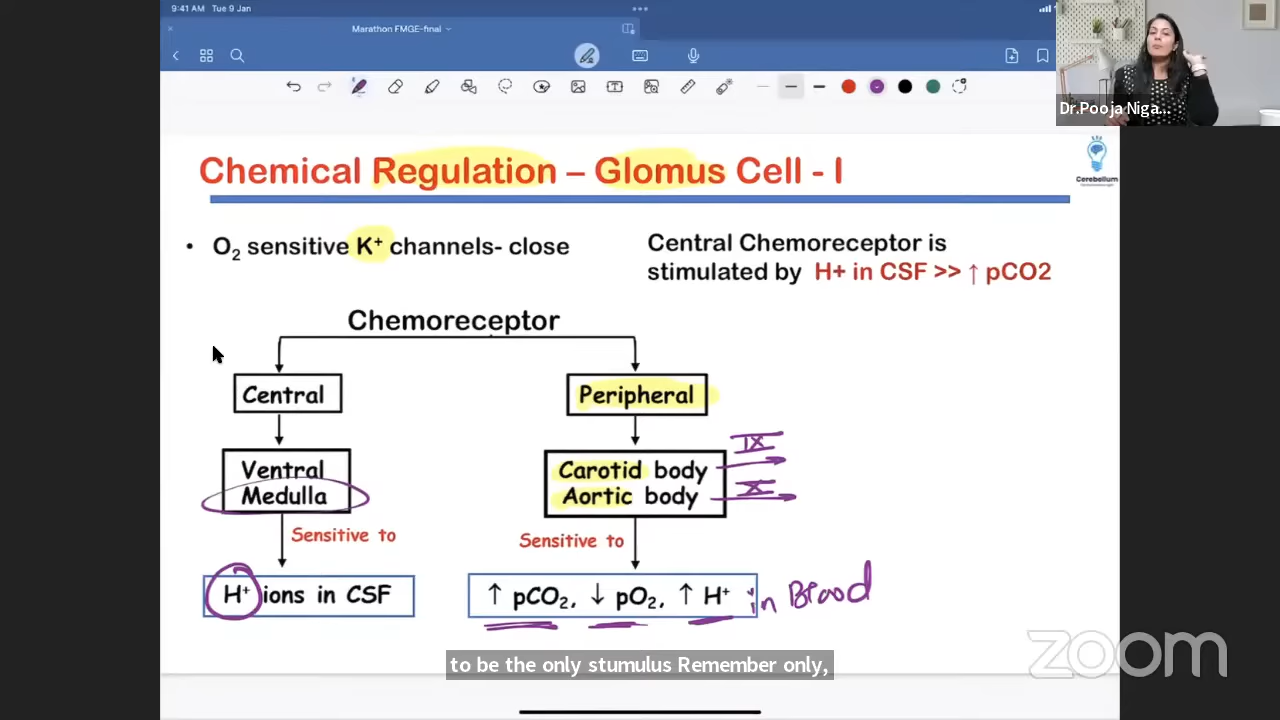 9:41 AM Tue 9 Jan
Marathon FMGE-final
Dr.Pooja Niga...
Chemical Regulation – Glomus Cell - I
Cerebellum
• O₂ sensitive K⁺ channels- close
Central Chemoreceptor is
stimulated by H+ in CSF >> ↑ pCO2
Chemoreceptor
Central
Peripheral
Ventral
Medulla
Carotid body
Aortic body
IX
X
Sensitive to
Sensitive to
H⁺ ions in CSF
↑ pCO₂, ↓ pO₂, ↑ H⁺ in Blood
to be the only stumulus Remember only,
zoom